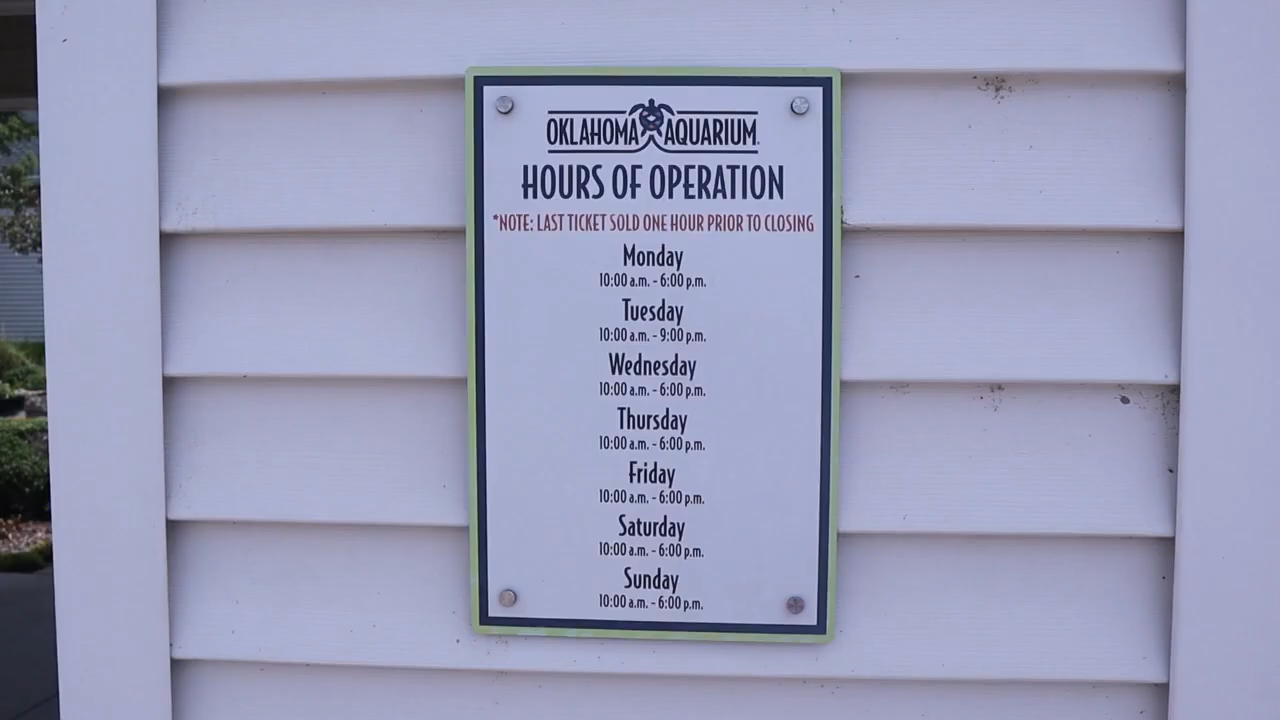 OKLAHOMA AQUARIUM
HOURS OF OPERATION
*NOTE: LAST TICKET SOLD ONE HOUR PRIOR TO CLOSING
Monday
10:00 a.m. - 6:00 p.m.
Tuesday
10:00 a.m. - 9:00 p.m.
Wednesday
10:00 a.m. - 6:00 p.m.
Thursday
10:00 a.m. - 6:00 p.m.
Friday
10:00 a.m. - 6:00 p.m.
Saturday
10:00 a.m. - 6:00 p.m.
Sunday
10:00 a.m. - 6:00 p.m.